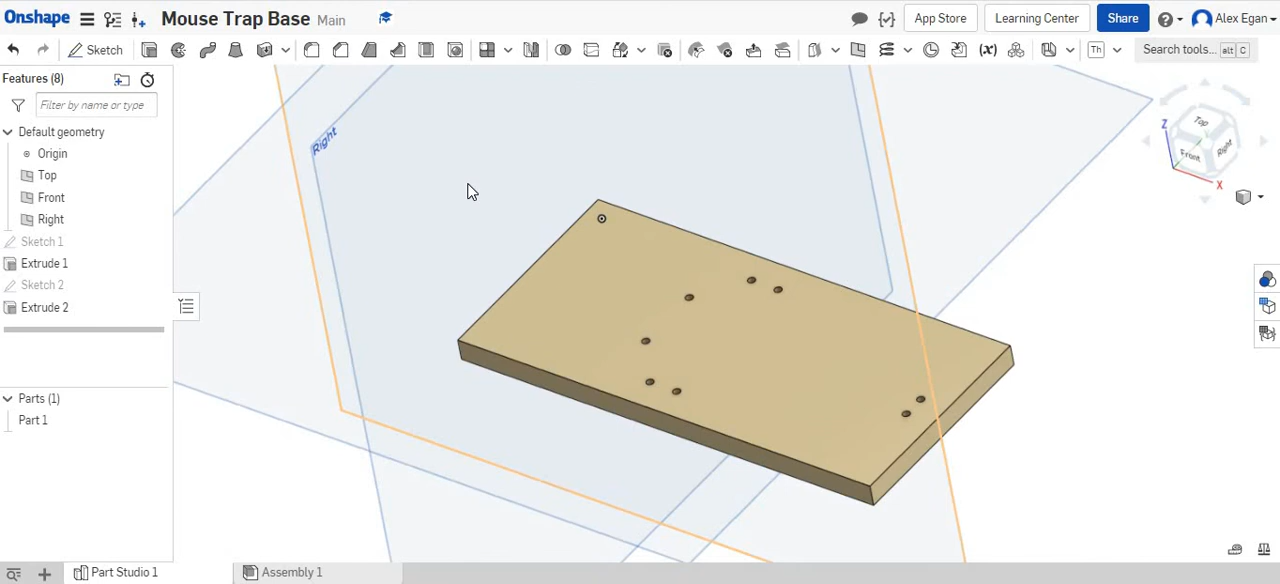 Onshape Mouse Trap Base Main App Store Learning Center Share Alex Egan
Sketch Th Search tools... alt C
Features (8)
Filter by name or type
Default geometry
Origin
Top
Front
Right
Sketch 1
Extrude 1
Sketch 2
Extrude 2
Parts (1)
Part 1
Right
Top
Z
Front Right
X
Part Studio 1 Assembly 1